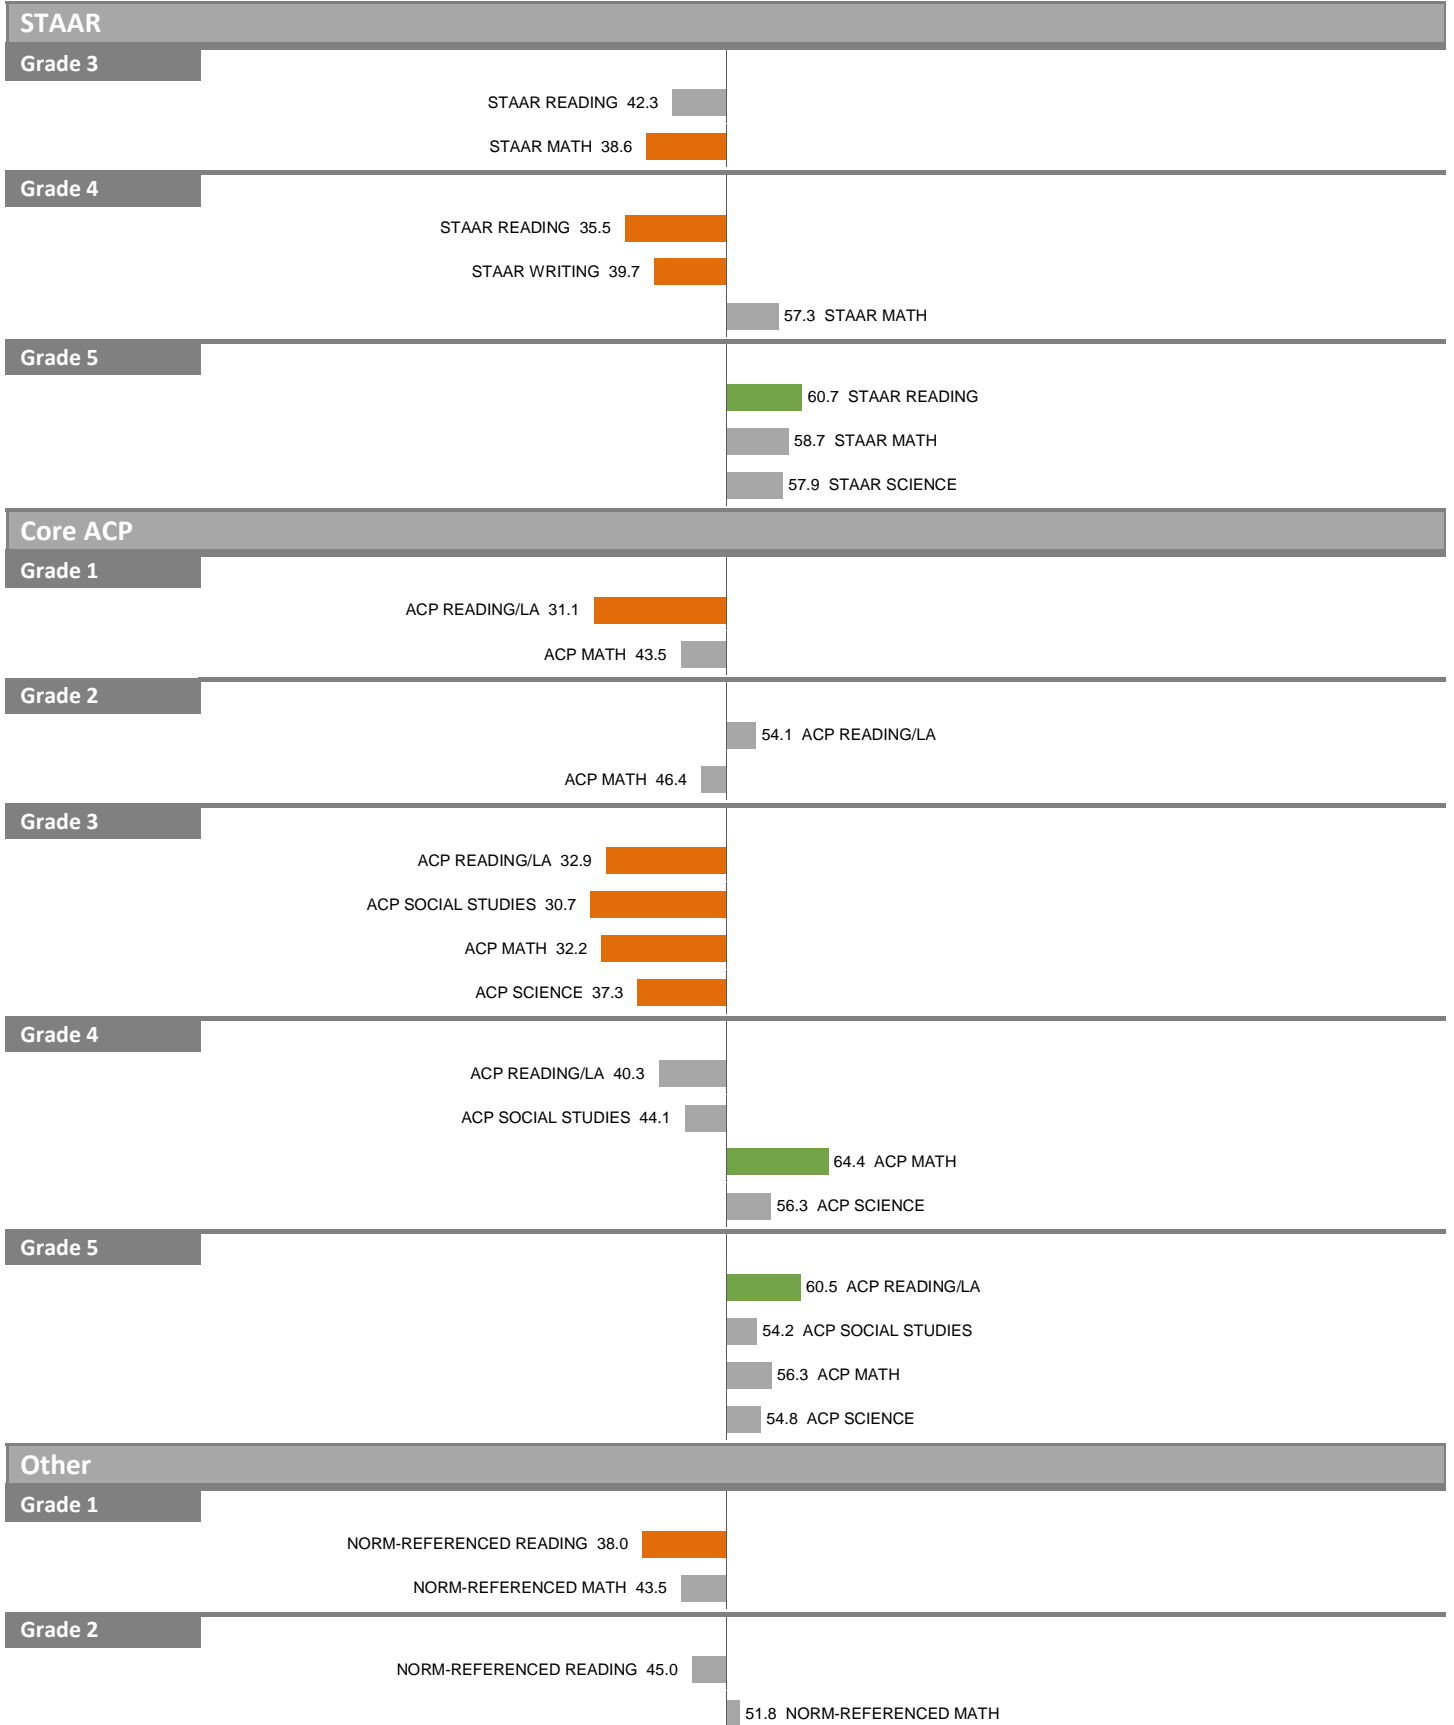 STAAR
Grade 3
STAAR READING 42.3
STAAR MATH 38.6
Grade 4
STAAR READING 35.5
STAAR WRITING 39.7
57.3 STAAR MATH
Grade 5
60.7 STAAR READING
58.7 STAAR MATH
57.9 STAAR SCIENCE
Core ACP
Grade 1
ACP READING/LA 31.1
ACP MATH 43.5
Grade 2
54.1 ACP READING/LA
ACP MATH 46.4
Grade 3
ACP READING/LA 32.9
ACP SOCIAL STUDIES 30.7
ACP MATH 32.2
ACP SCIENCE 37.3
Grade 4
ACP READING/LA 40.3
ACP SOCIAL STUDIES 44.1
64.4 ACP MATH
56.3 ACP SCIENCE
Grade 5
60.5 ACP READING/LA
54.2 ACP SOCIAL STUDIES
56.3 ACP MATH
54.8 ACP SCIENCE
Other
Grade 1
NORM-REFERENCED READING 38.0
NORM-REFERENCED MATH 43.5
Grade 2
NORM-REFERENCED READING 45.0
51.8 NORM-REFERENCED MATH